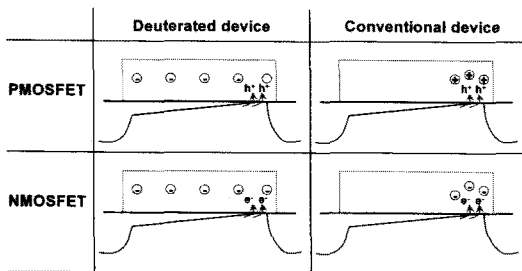 Deuterated device Conventional device
PMOSFET
h⁺ h⁺ h⁺ h⁺
NMOSFET
e⁻ e⁻ e⁻ e⁻